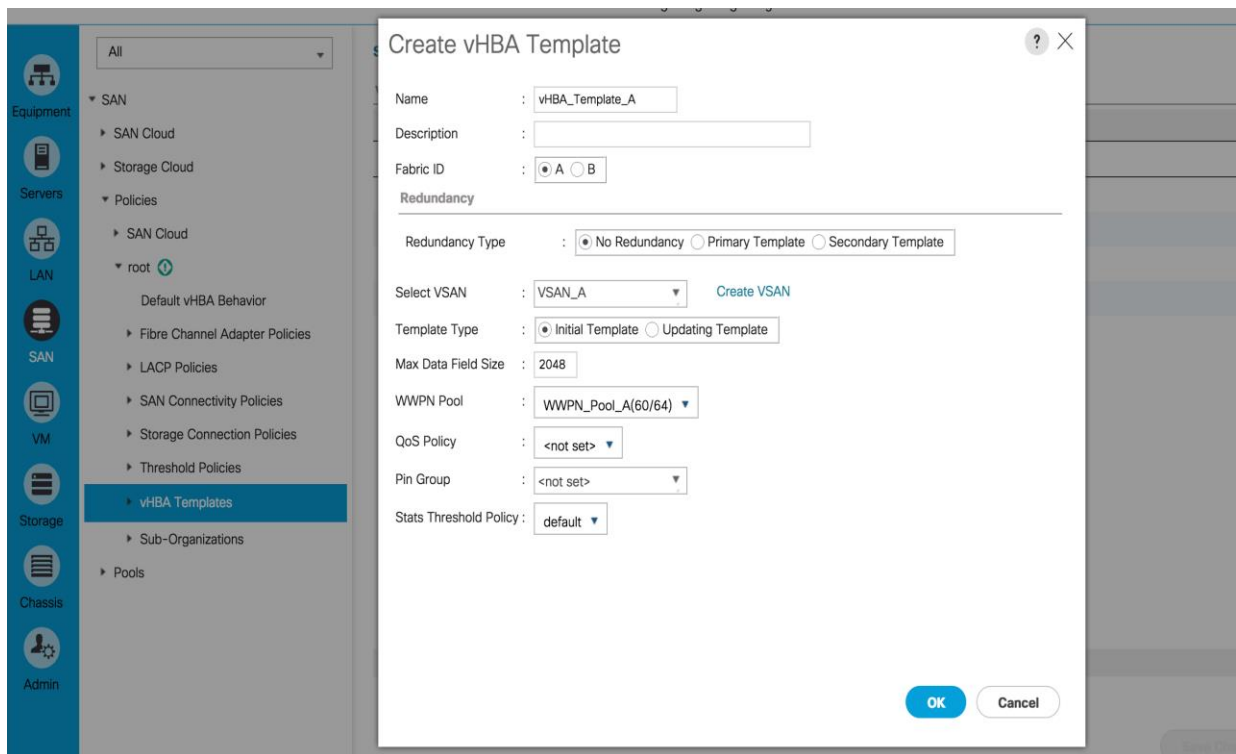 Equipment
Servers
LAN
SAN
VM
Storage
Chassis
Admin
All
SAN
SAN Cloud
Storage Cloud
Policies
SAN Cloud
root
Default vHBA Behavior
Fibre Channel Adapter Policies
LACP Policies
SAN Connectivity Policies
Storage Connection Policies
Threshold Policies
vHBA Templates
Sub-Organizations
Pools
Create vHBA Template
?
Name : vHBA_Template_A
Description :
Fabric ID : A B
Redundancy
Redundancy Type : No Redundancy Primary Template Secondary Template
Select VSAN : VSAN_A Create VSAN
Template Type : Initial Template Updating Template
Max Data Field Size : 2048
WWPN Pool : WWPN_Pool_A(60/64)
QoS Policy : <not set>
Pin Group : <not set>
Stats Threshold Policy : default
OK Cancel